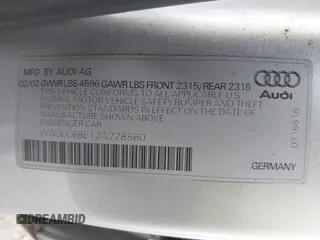 MFD. BY AUDI AG
02/02 GVWR LBS 4596 GAWR LBS FRONT 2315/REAR 2315
THIS VEHICLE CONFORMS TO ALL APPLICABLE
FEDERAL MOTOR VEHICLE SAFETY BUMPER AND
THEFT PREVENTION STANDARDS IN EFFECT ON THE DATE OF
MANUFACTURE SHOWN ABOVE
WAULC68E12A228560
PASSENGER CAR
Audi
0716616
GERMANY
DREAMBID